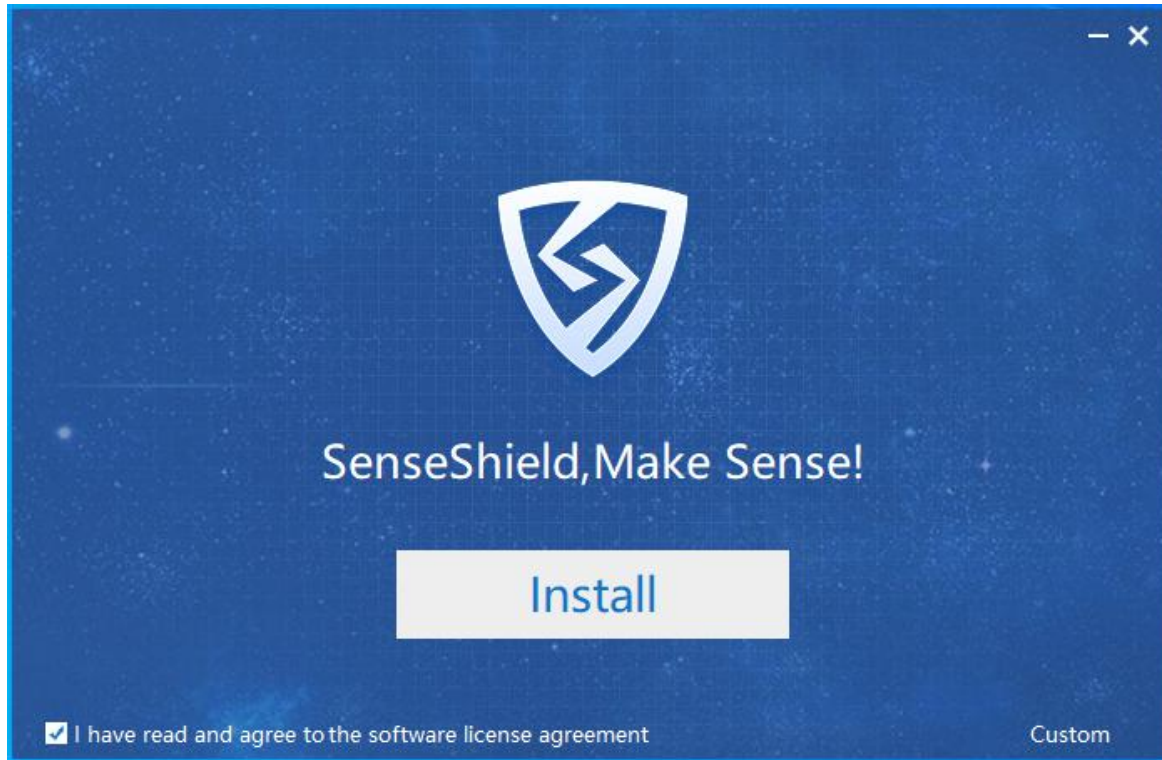 SenseShield,Make Sense!
Install
I have read and agree to the software license agreement
Custom